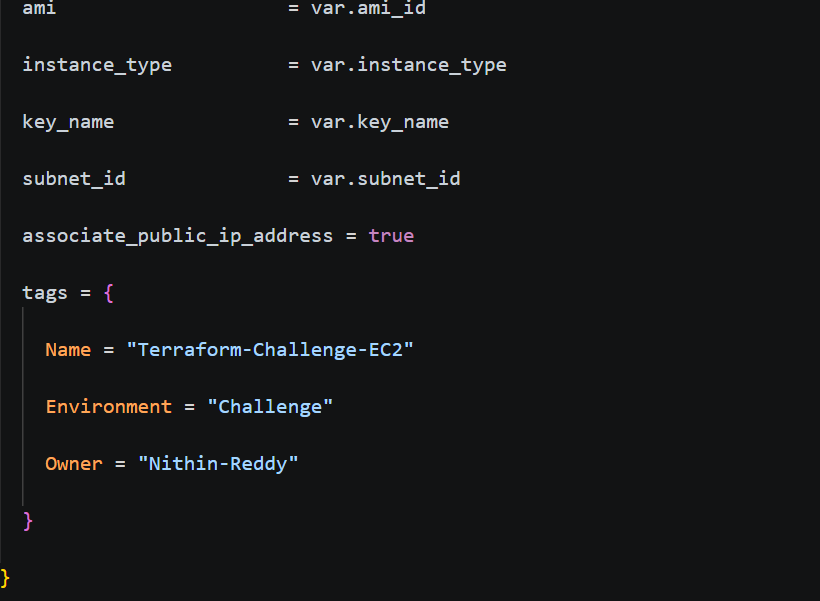 ami                       = var.ami_id
instance_type          = var.instance_type
key_name               = var.key_name
subnet_id              = var.subnet_id
associate_public_ip_address = true
tags = {
Name = "Terraform-Challenge-EC2"
Environment = "Challenge"
Owner = "Nithin-Reddy"
}
}